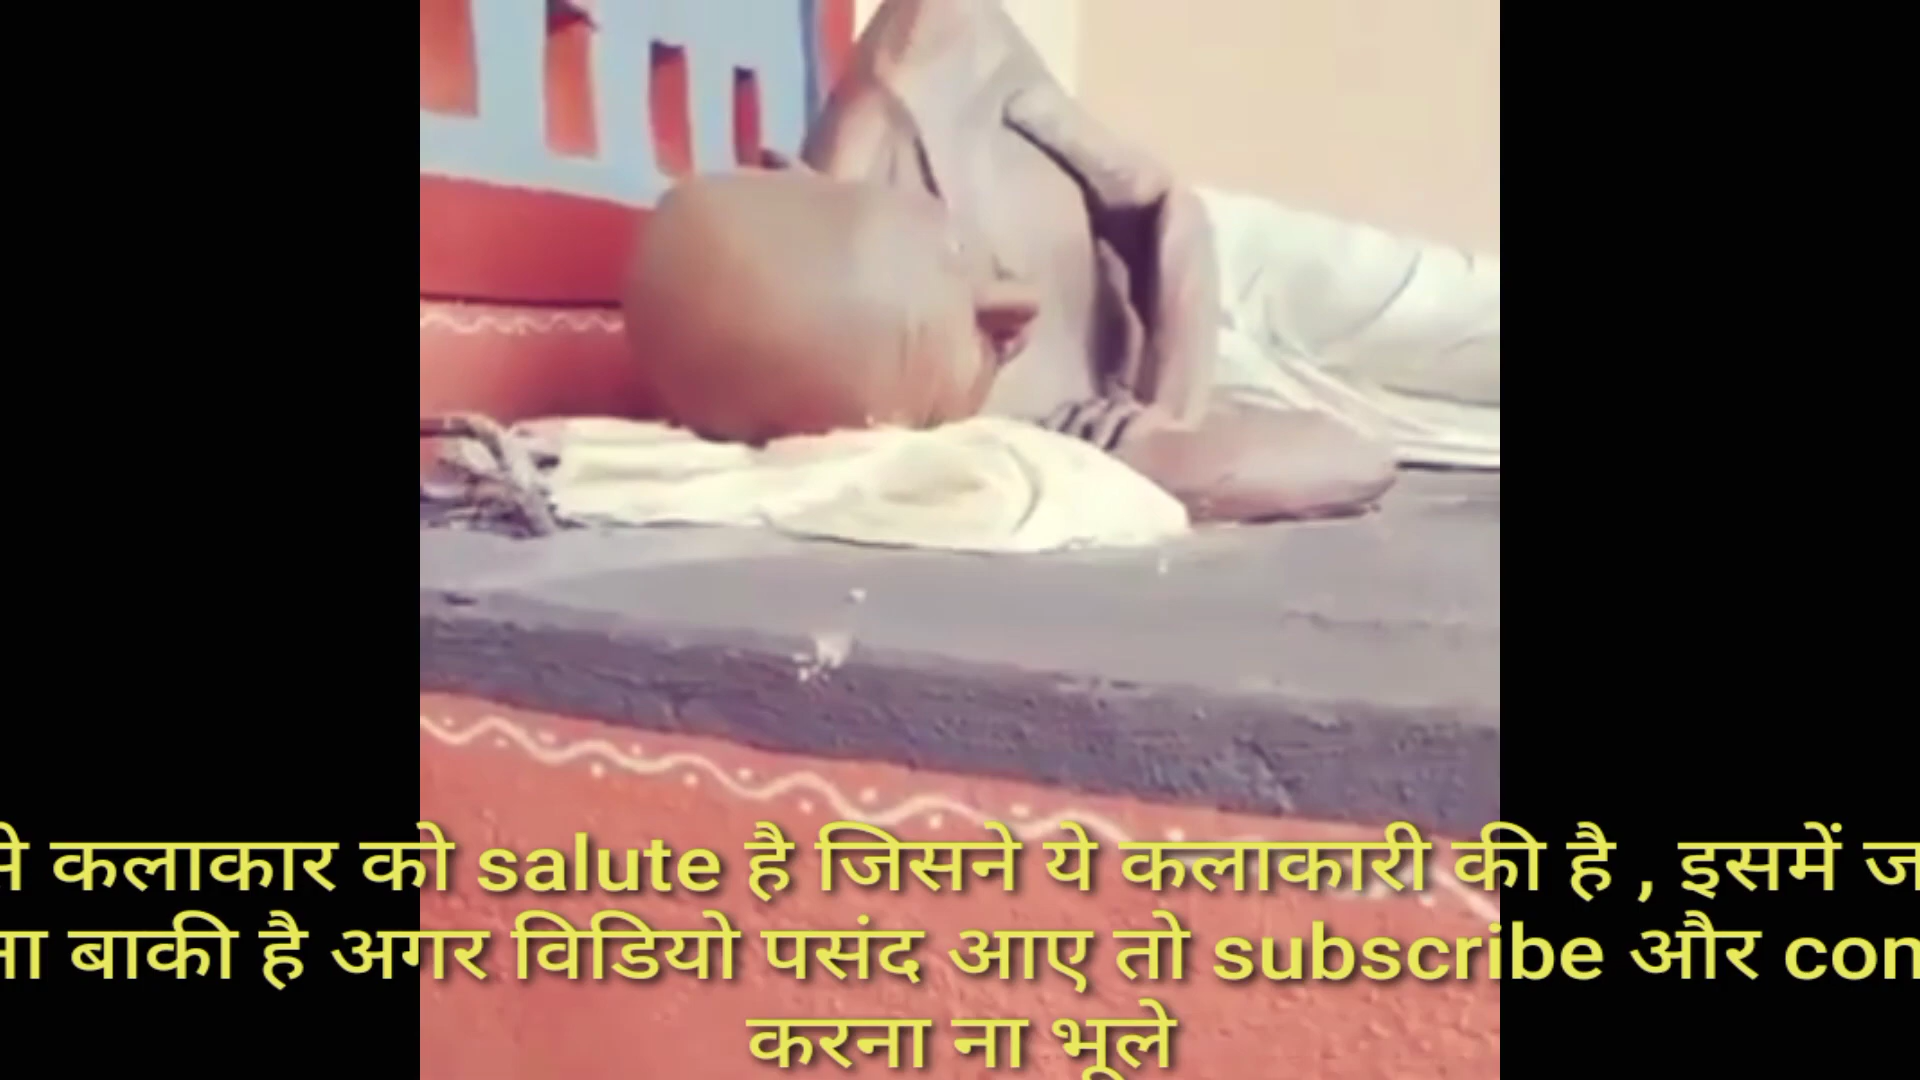 कलाकार को salute है जिसने ये कलाकारी की है , इसमें
बाकी है अगर विडियो पसंद आए तो subscribe और
करना ना भूले